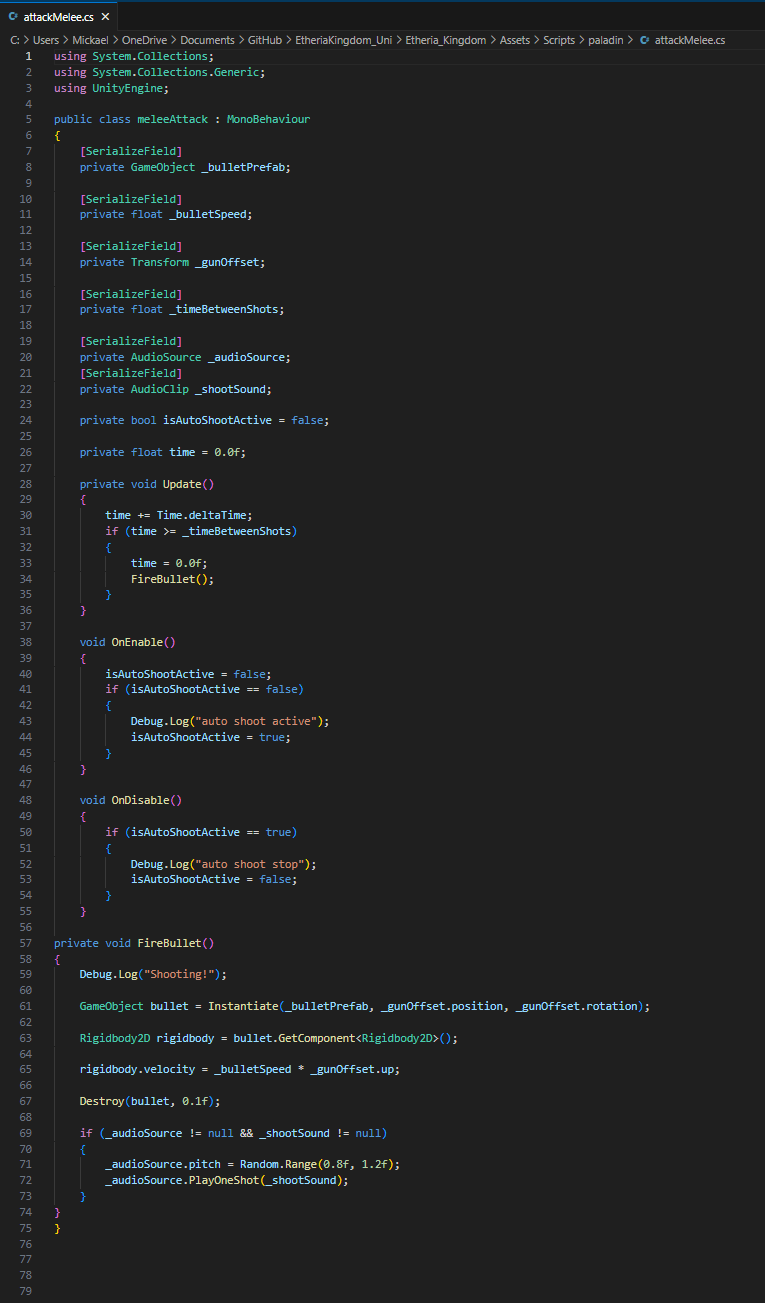 attackMelee.cs
C: > Users > Mickael > OneDrive > Documents > GitHub > EtheriaKingdom_Uni > Etheria_Kingdom > Assets > Scripts > paladin > attackMelee.cs
1 using System.Collections;
2 using System.Collections.Generic;
3 using UnityEngine;
4
5 public class meleeAttack : MonoBehaviour
6 {
7     [SerializeField]
8     private GameObject _bulletPrefab;
9
10     [SerializeField]
11     private float _bulletSpeed;
12
13     [SerializeField]
14     private Transform _gunOffset;
15
16     [SerializeField]
17     private float _timeBetweenShots;
18
19     [SerializeField]
20     private AudioSource _audioSource;
21     [SerializeField]
22     private AudioClip _shootSound;
23
24     private bool isAutoShootActive = false;
25
26     private float time = 0.0f;
27
28     private void Update()
29     {
30         time += Time.deltaTime;
31         if (time >= _timeBetweenShots)
32         {
33             time = 0.0f;
34             FireBullet();
35         }
36     }
37
38     void OnEnable()
39     {
40         isAutoShootActive = false;
41         if (isAutoShootActive == false)
42         {
43             Debug.Log("auto shoot active");
44             isAutoShootActive = true;
45         }
46     }
47
48     void OnDisable()
49     {
50         if (isAutoShootActive == true)
51         {
52             Debug.Log("auto shoot stop");
53             isAutoShootActive = false;
54         }
55     }
56
57 private void FireBullet()
58 {
59     Debug.Log("Shooting!");
60
61     GameObject bullet = Instantiate(_bulletPrefab, _gunOffset.position, _gunOffset.rotation);
62
63     Rigidbody2D rigidbody = bullet.GetComponent<Rigidbody2D>();
64
65     rigidbody.velocity = _bulletSpeed * _gunOffset.up;
66
67     Destroy(bullet, 0.1f);
68
69     if (_audioSource != null && _shootSound != null)
70     {
71         _audioSource.pitch = Random.Range(0.8f, 1.2f);
72         _audioSource.PlayOneShot(_shootSound);
73     }
74 }
75 }
76
77
78
79